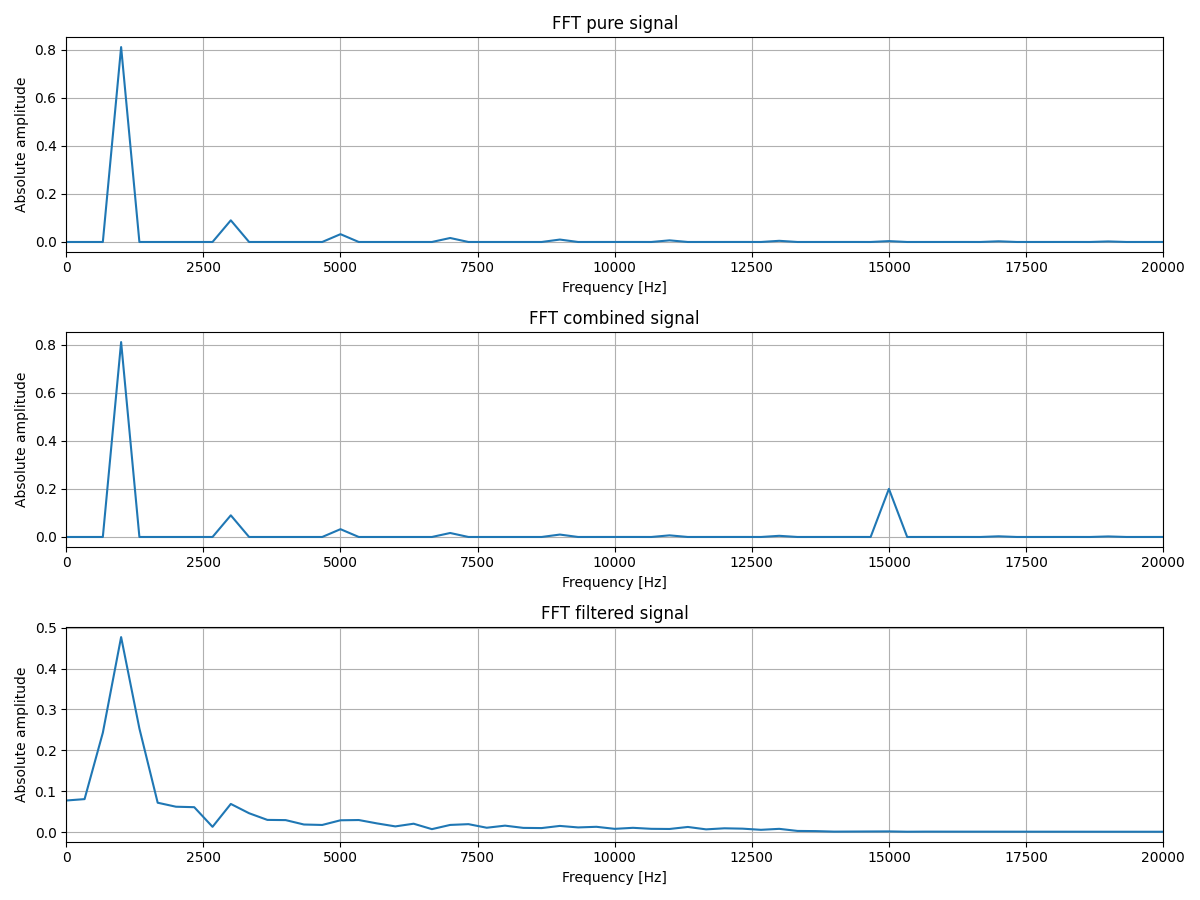 FFT pure signal
0.8
0.6
0.4
0.2
0.0
Absolute amplitude
0 2500 5000 7500 10000 12500 15000 17500 20000
Frequency [Hz]
FFT combined signal
0.8
0.6
0.4
0.2
0.0
Absolute amplitude
0 2500 5000 7500 10000 12500 15000 17500 20000
Frequency [Hz]
FFT filtered signal
0.5
0.4
0.3
0.2
0.1
0.0
Absolute amplitude
0 2500 5000 7500 10000 12500 15000 17500 20000
Frequency [Hz]